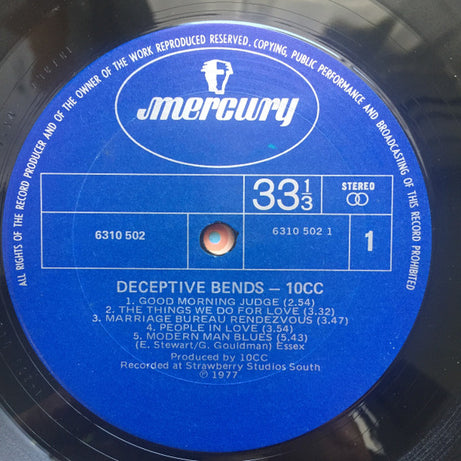 ALL RIGHTS OF THE RECORD PRODUCER AND OF THE OWNER OF THE WORK REPRODUCED RESERVED. COPYING, PUBLIC PERFORMANCE AND BROADCASTING OF THIS RECORD PROHIBITED
mercury
33 1/3 STEREO
6310 502 6310 502 1 1
DECEPTIVE BENDS – 10CC
1. GOOD MORNING JUDGE (2.54)
2. THE THINGS WE DO FOR LOVE (3.32)
3. MARRIAGE BUREAU RENDEZVOUS (3.47)
4. PEOPLE IN LOVE (3.54)
5. MODERN MAN BLUES (5.43)
(E. Stewart/G. Gouldman) Essex
Produced by 10CC
Recorded at Strawberry Studios South
℗ 1977